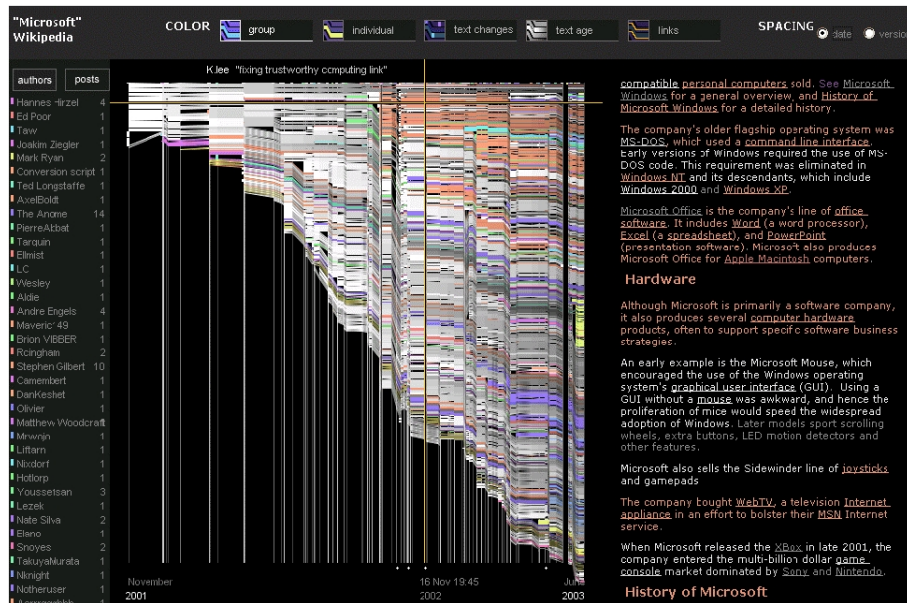 "Microsoft"
Wikipedia
COLOR
group
individual
text changes
text age
links
SPACING
date
versio
authors
posts
K.lee "fixing trustworthy computing link"
Hannes Hirzel 4
Ed Poor 1
Taw 1
Joakim Ziegler 1
Mark Ryan 2
Conversion script 1
Ted Longstaffe 1
AxelBoldt 1
The Anome 14
PierreAbbat 1
Tarquin 1
Ellmist 1
LC 1
Wesley 1
Aldie 1
Andre Engels 4
Maveric149 1
Brion VIBBER 1
Rcingham 2
Stephen Gilbert 10
Camembert 1
DanKeshet 1
Olivier 1
Matthew Woodcraft 1
Mrwojo 1
Liftarn 1
Nixdorf 1
Hotlorp 1
Youssefsan 3
Lezek 1
Nate Silva 2
Elano 1
Snoyes 2
TakuyaMurata 1
Nknight 1
Notheruser 1
November
2001
16 Nov 19:45
2002
June
2003
compatible personal computers sold. See Microsoft
Windows for a general overview, and History of
Microsoft Windows for a detailed history.
The company's older flagship operating system was
MS-DOS, which used a command line interface.
Early versions of Windows required the use of MS-
DOS code. This requirement was eliminated in
Windows NT and its descendants, which include
Windows 2000 and Windows XP.
Microsoft Office is the company's line of office
software. It includes Word (a word processor),
Excel (a spreadsheet), and PowerPoint
(presentation software). Microsoft also produces
Microsoft Office for Apple Macintosh computers.
Hardware
Although Microsoft is primarily a software company,
it also produces several computer hardware
products, often to support specific software business
strategies.
An early example is the Microsoft Mouse, which
encouraged the use of the Windows operating
system's graphical user interface (GUI). Using a
GUI without a mouse was awkward, and hence the
proliferation of mice would speed the widespread
adoption of Windows. Later models sport scrolling
wheels, extra buttons, LED motion detectors and
other features.
Microsoft also sells the Sidewinder line of joysticks
and gamepads
The company bought WebTV, a television Internet
appliance in an effort to bolster their MSN Internet
service.
When Microsoft released the XBox in late 2001, the
company entered the multi-billion dollar game
console market dominated by Sony and Nintendo.
History of Microsoft